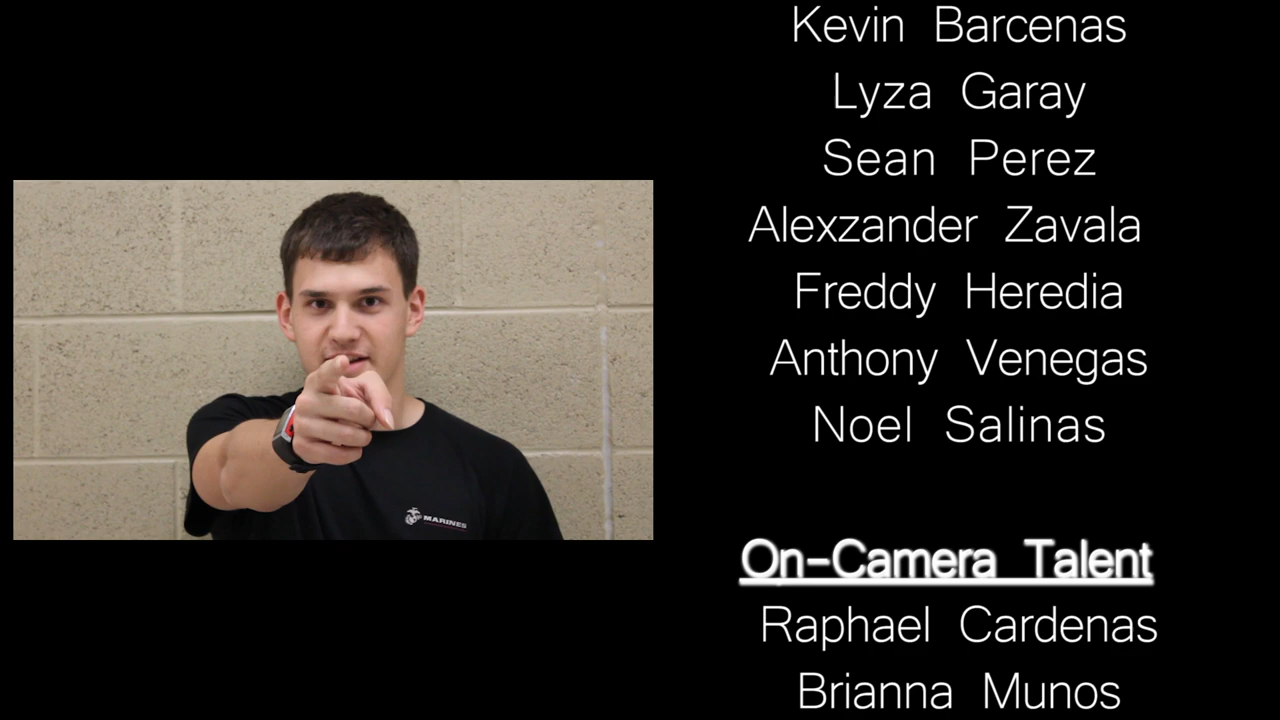 MARINES
Kevin Barcenas
Lyza Garay
Sean Perez
Alexzander Zavala
Freddy Heredia
Anthony Venegas
Noel Salinas
On-Camera Talent
Raphael Cardenas
Brianna Munos